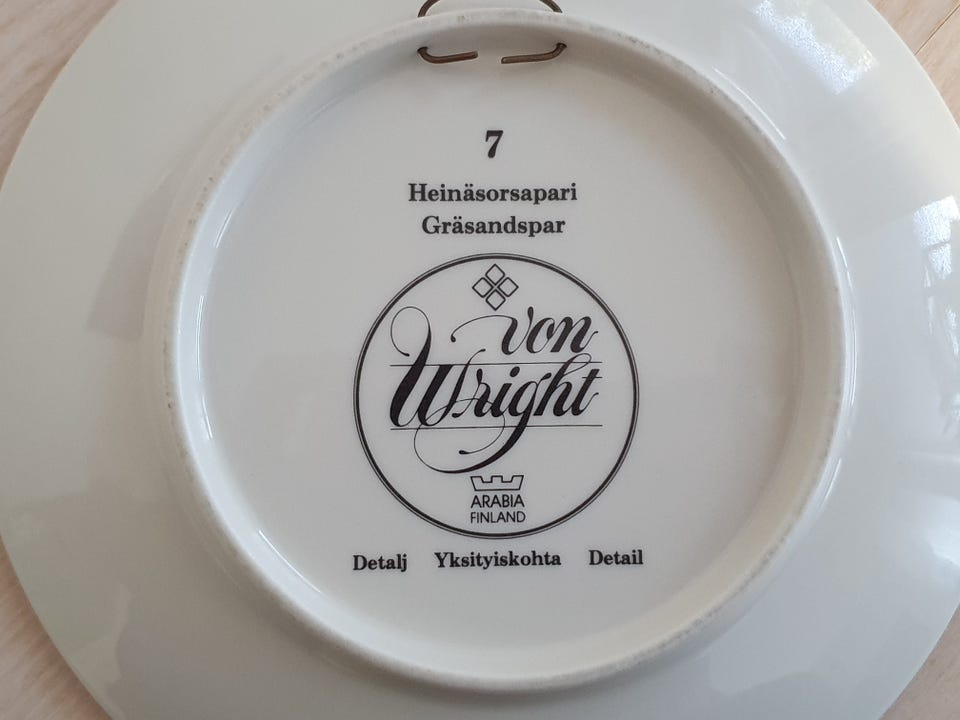 7
Heinäsorsapari
Gräsandspar
von
Wright
ARABIA
FINLAND
Detalj Yksityiskohta Detail